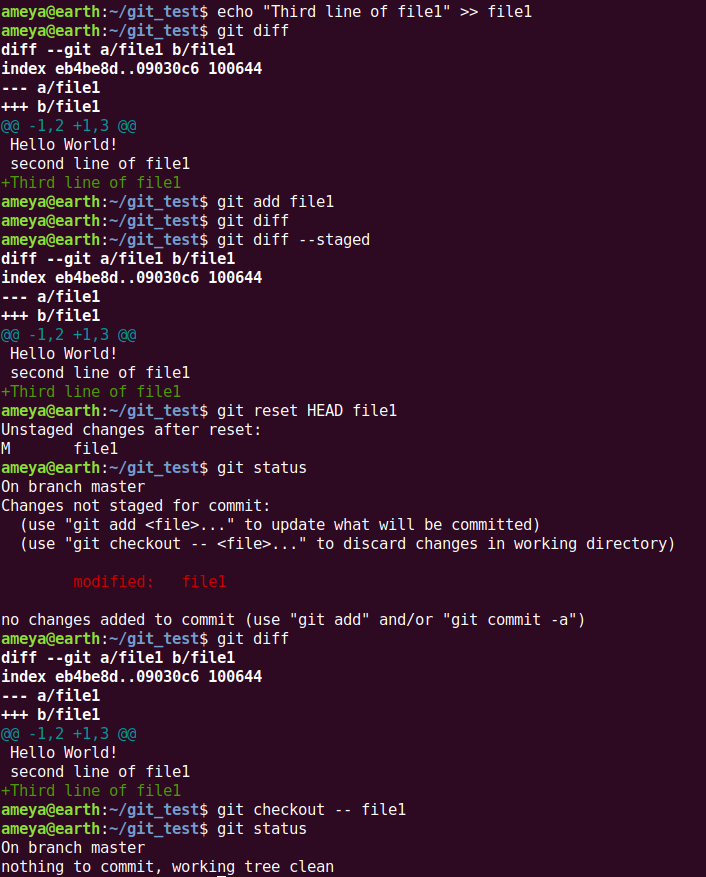 ameya@earth:~/git_test$ echo "Third line of file1" >> file1
ameya@earth:~/git_test$ git diff
diff --git a/file1 b/file1
index eb4be8d..09030c6 100644
--- a/file1
+++ b/file1
@@ -1,2 +1,3 @@
 Hello World!
 second line of file1
+Third line of file1
ameya@earth:~/git_test$ git add file1
ameya@earth:~/git_test$ git diff
ameya@earth:~/git_test$ git diff --staged
diff --git a/file1 b/file1
index eb4be8d..09030c6 100644
--- a/file1
+++ b/file1
@@ -1,2 +1,3 @@
 Hello World!
 second line of file1
+Third line of file1
ameya@earth:~/git_test$ git reset HEAD file1
Unstaged changes after reset:
M       file1
ameya@earth:~/git_test$ git status
On branch master
Changes not staged for commit:
  (use "git add <file>..." to update what will be committed)
  (use "git checkout -- <file>..." to discard changes in working directory)

        modified:   file1

no changes added to commit (use "git add" and/or "git commit -a")
ameya@earth:~/git_test$ git diff
diff --git a/file1 b/file1
index eb4be8d..09030c6 100644
--- a/file1
+++ b/file1
@@ -1,2 +1,3 @@
 Hello World!
 second line of file1
+Third line of file1
ameya@earth:~/git_test$ git checkout -- file1
ameya@earth:~/git_test$ git status
On branch master
nothing to commit, working tree clean